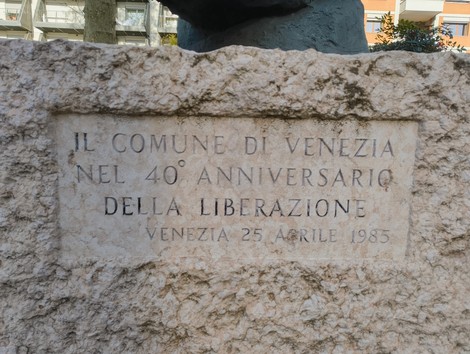 IL COMUNE DI VENEZIA
NEL 40° ANNIVERSARIO
DELLA LIBERAZIONE
VENEZIA 25 APRILE 1985